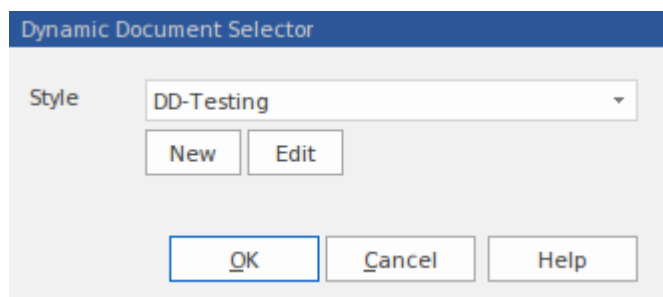 Dynamic Document Selector
Style DD-Testing
New Edit
OK Cancel Help